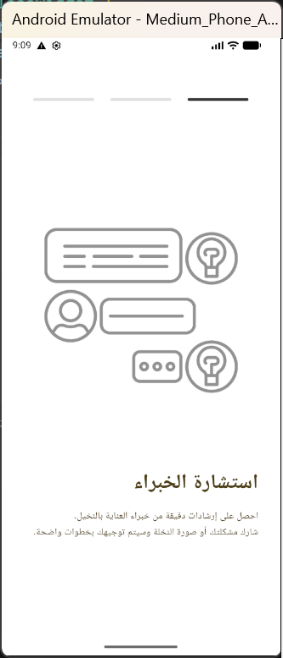 Android Emulator - Medium_Phone_A...
9:09
استشارة الخبراء
احصل على إرشادات دقيقة من خبراء العناية بالنخيل.
شارك مشكلتك أو صورة النخلة وسيتم توجيهك بخطوات واضحة.